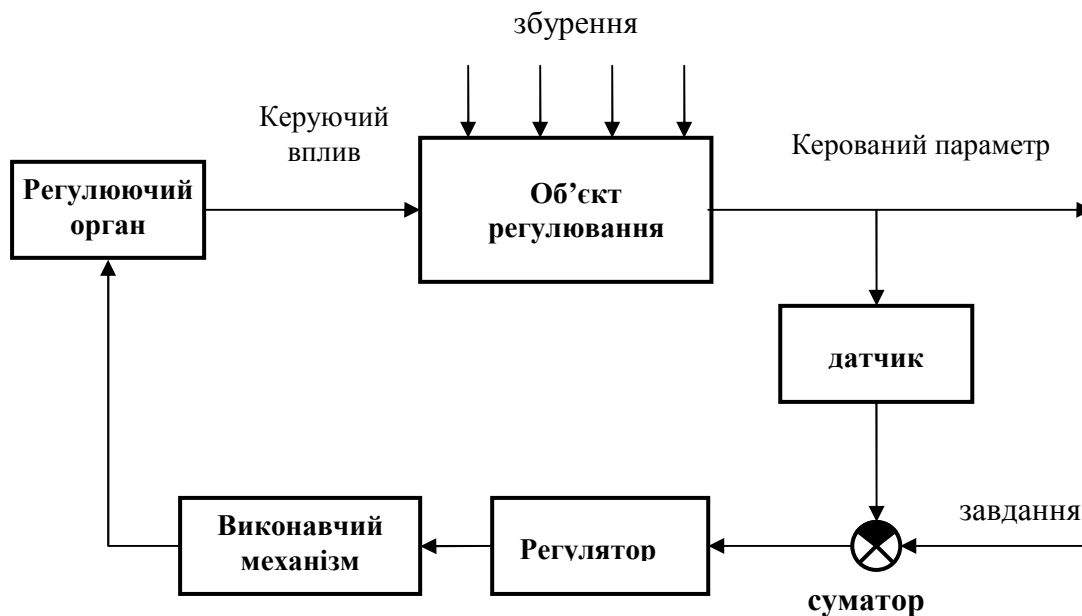 збурення
Керуючий
вплив
Керований параметр
Регулюючий
орган
Об’єкт
регулювання
датчик
завдання
Виконавчий
механізм
Регулятор
суматор